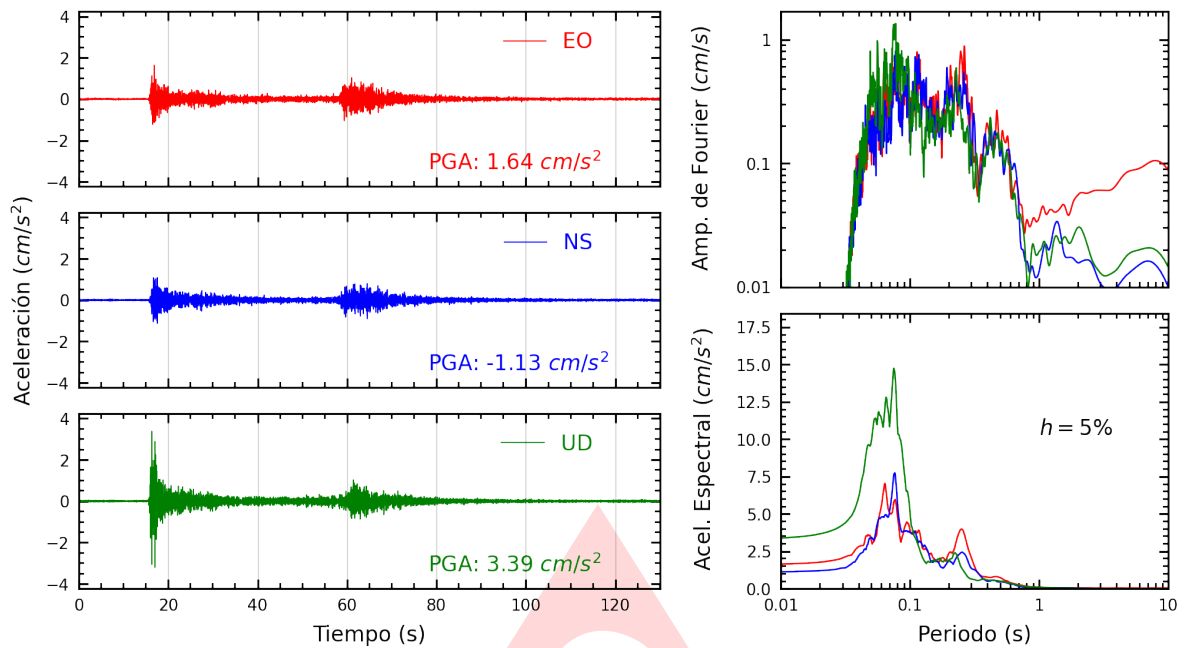 Aceleración (cm/s²)
4
2
0
−2
−4
EO
PGA: 1.64 cm/s²
4
2
0
−2
−4
NS
PGA: -1.13 cm/s²
4
2
0
−2
−4
UD
PGA: 3.39 cm/s²
0 20 40 60 80 100 120
Tiempo (s)
Amp. de Fourier (cm/s)
1
0.1
0.01
Acel. Espectral (cm/s²)
17.5
15.0
12.5
10.0
7.5
5.0
2.5
0.0
h = 5%
0.01 0.1 1 10
Periodo (s)